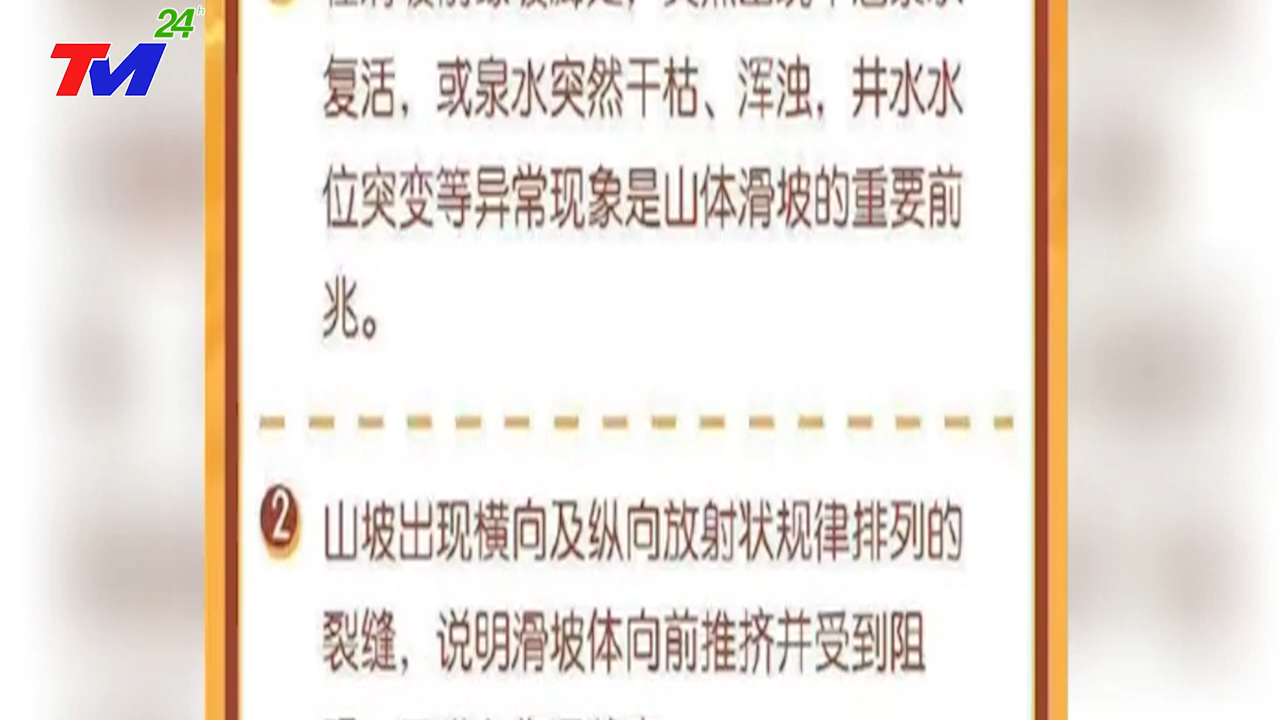 TM 24h
复活，或泉水突然干枯、浑浊，井水水
位突变等异常现象是山体滑坡的重要前
兆。
2 山坡出现横向及纵向放射状规律排列的
裂缝，说明滑坡体向前推挤并受到阻